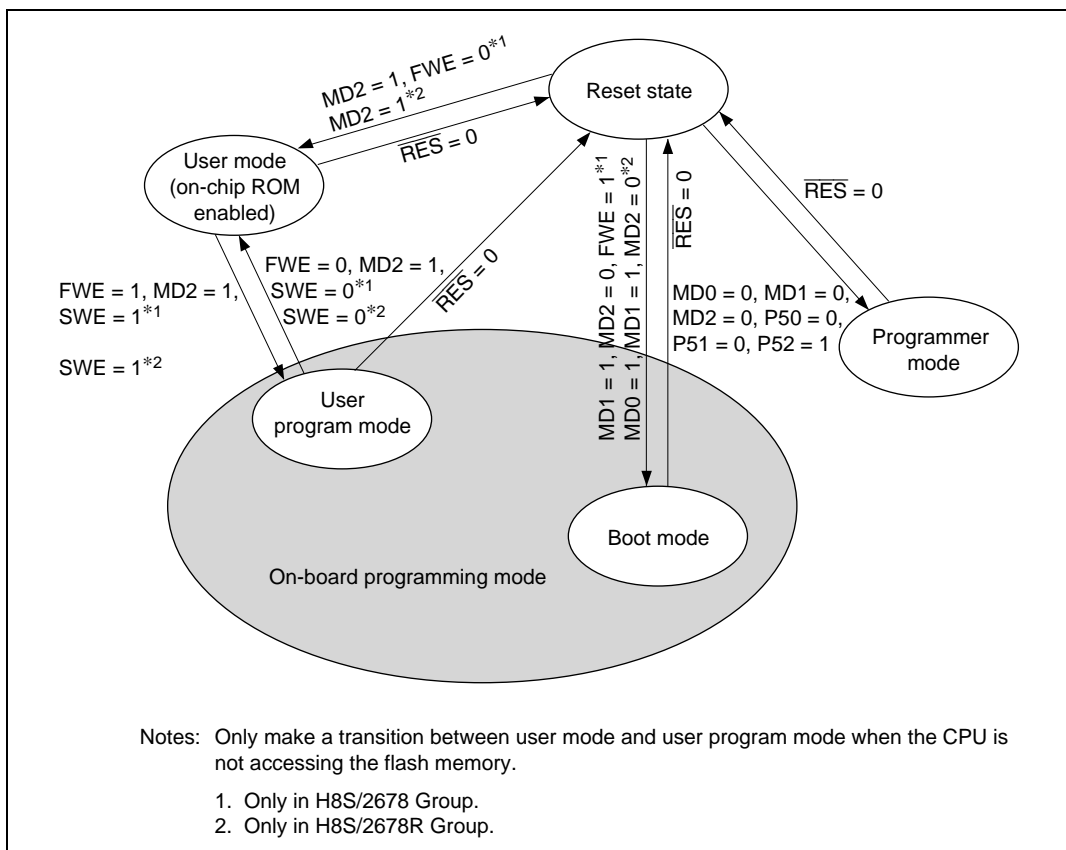 MD2 = 1, FWE = 0*1
MD2 = 1*2
RES = 0
Reset state
User mode
(on-chip ROM
enabled)
RES = 0
FWE = 1, MD2 = 1,
SWE = 1*1
SWE = 1*2
FWE = 0, MD2 = 1,
SWE = 0*1
SWE = 0*2
RES = 0
MD1 = 1, MD2 = 0, FWE = 1*1
MD0 = 1, MD1 = 1, MD2 = 0*2
RES = 0
MD0 = 0, MD1 = 0,
MD2 = 0, P50 = 0,
P51 = 0, P52 = 1
Programmer
mode
User
program mode
Boot mode
On-board programming mode
Notes: Only make a transition between user mode and user program mode when the CPU is
not accessing the flash memory.
1. Only in H8S/2678 Group.
2. Only in H8S/2678R Group.